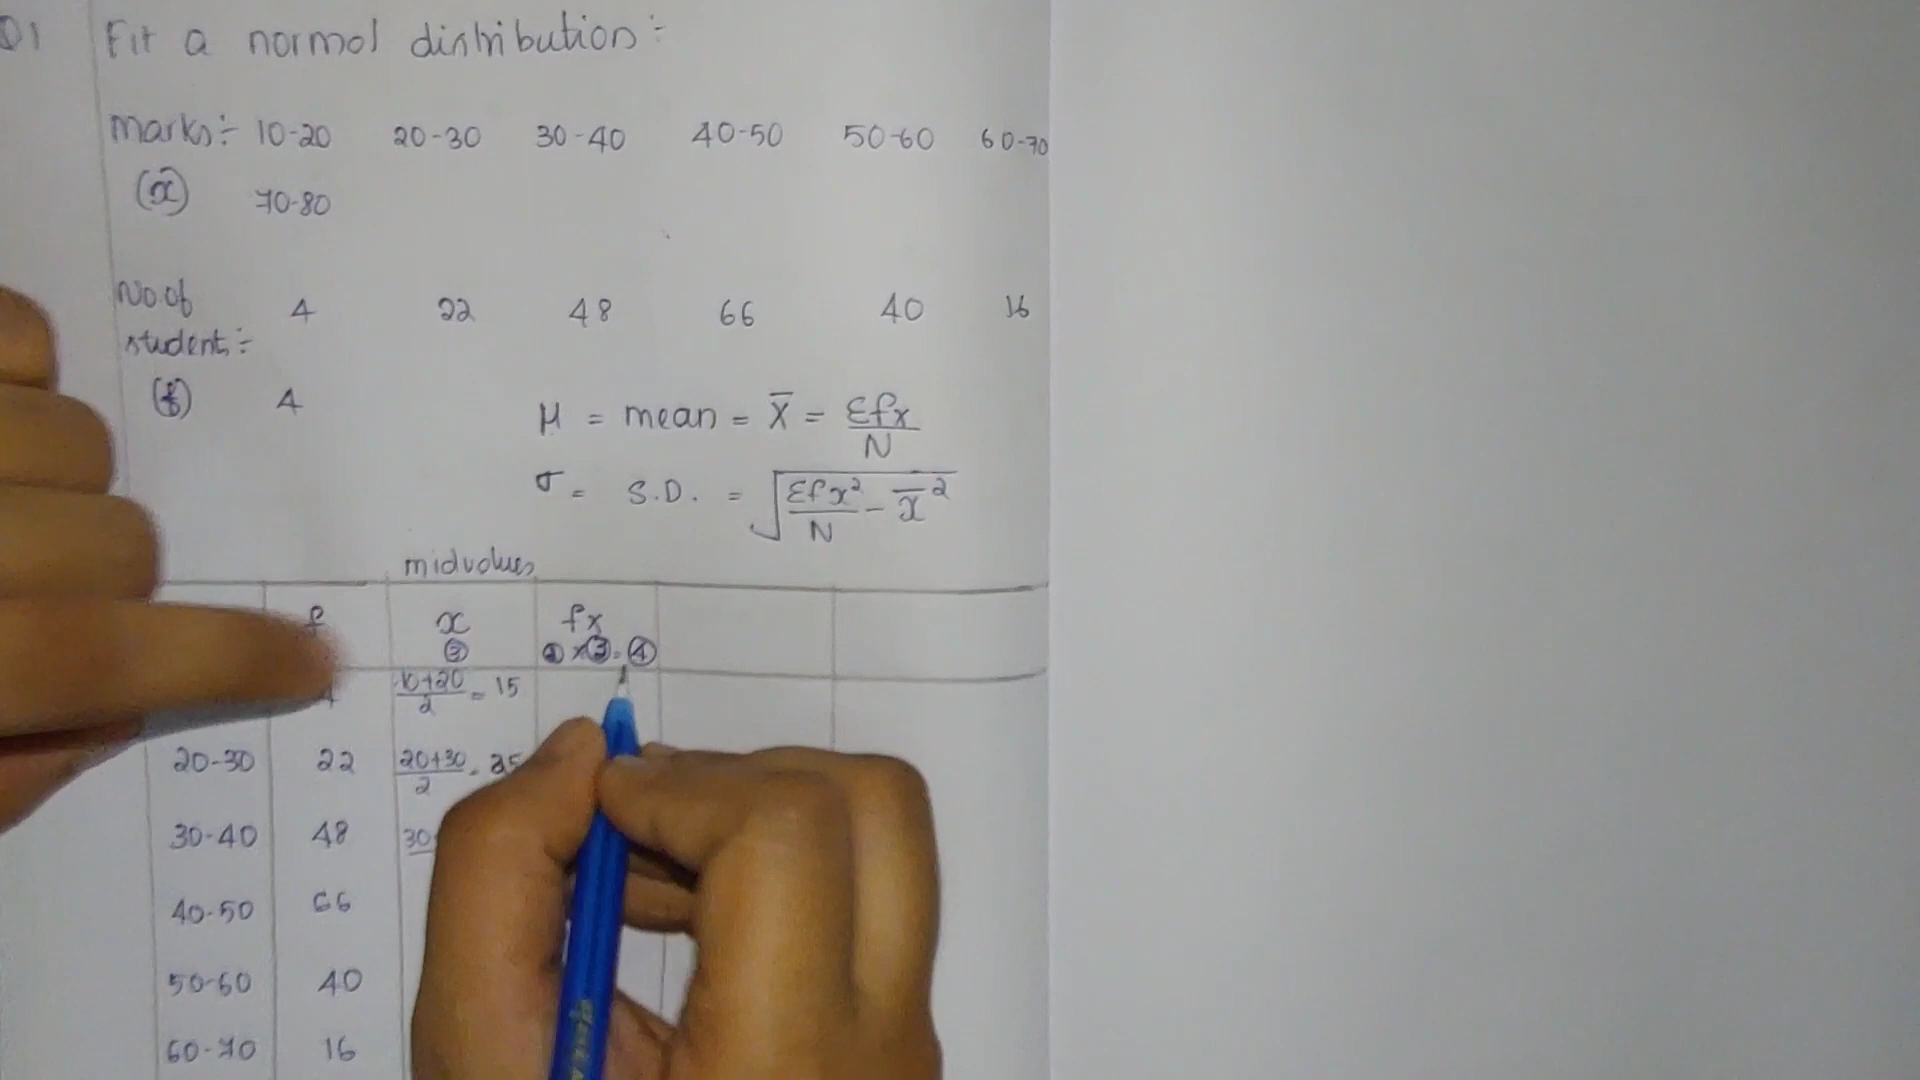 Q1 Fit a normal distribution :-
Marks :- 10-20 20-30 30-40 40-50 50-60 60-70
(x) 70-80
No. of 4 22 48 66 40 16
student :-
(f) 4
μ = mean = X̄ = Σfx / N
σ = S.D. = √(Σfx² / N - x̄²)
midvalues
f x fx
③ ② × ③ = ④
4 10+20 / 2 = 15
20-30 22 20+30 / 2 = 25
30-40 48 30
40-50 66
50-60 40
60-70 16